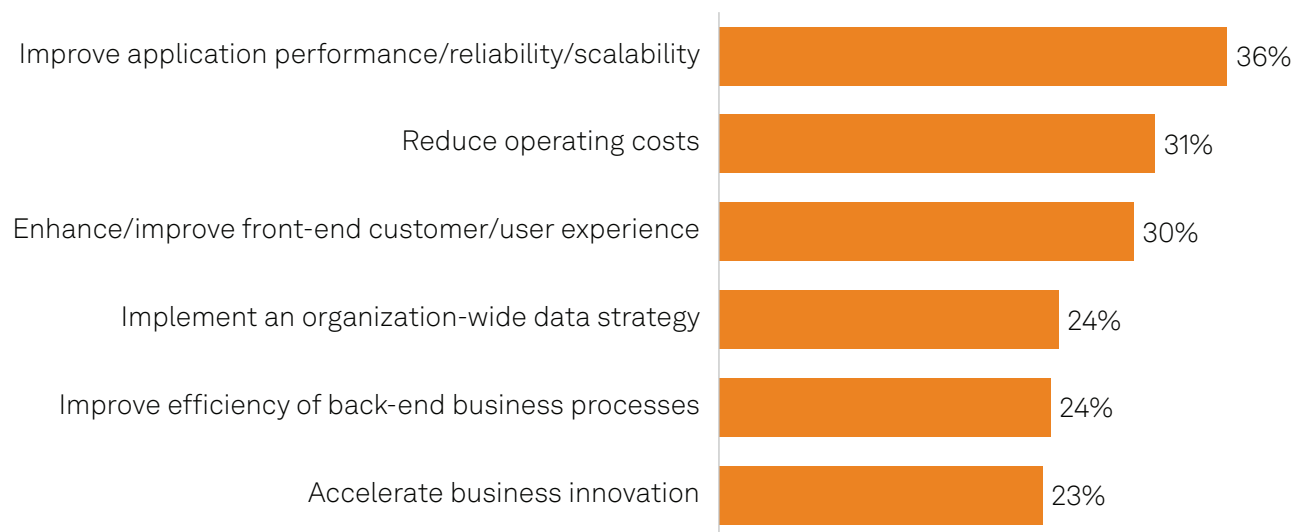 Improve application performance/reliability/scalability 36%
Reduce operating costs 31%
Enhance/improve front-end customer/user experience 30%
Implement an organization-wide data strategy 24%
Improve efficiency of back-end business processes 24%
Accelerate business innovation 23%